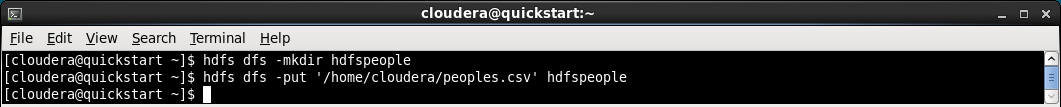 cloudera@quickstart:~
File Edit View Search Terminal Help
[cloudera@quickstart ~]$ hdfs dfs -mkdir hdfspeople
[cloudera@quickstart ~]$ hdfs dfs -put '/home/cloudera/peoples.csv' hdfspeople
[cloudera@quickstart ~]$